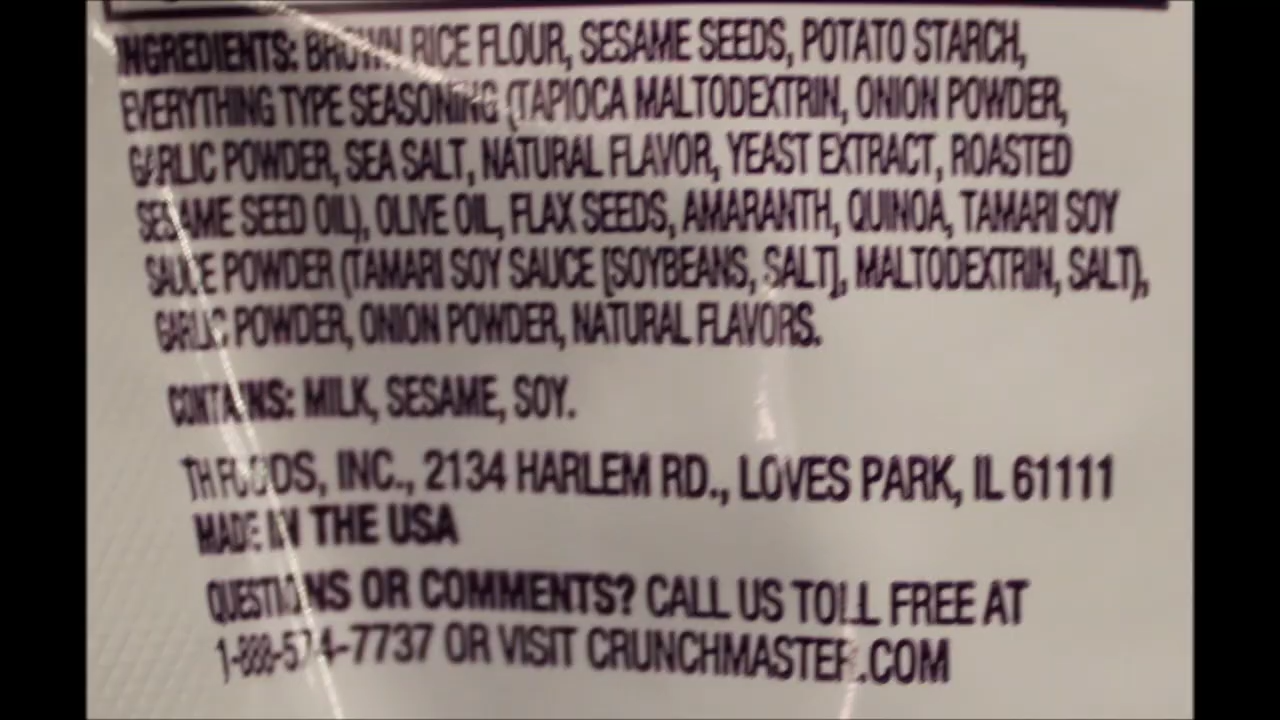 INGREDIENTS: BROWN RICE FLOUR, SESAME SEEDS, POTATO STARCH,
EVERYTHING TYPE SEASONING (TAPIOCA MALTODEXTRIN, ONION POWDER,
GARLIC POWDER, SEA SALT, NATURAL FLAVOR, YEAST EXTRACT, ROASTED
SESAME SEED OIL), OLIVE OIL, FLAX SEEDS, AMARANTH, QUINOA, TAMARI SOY
SAUCE POWDER (TAMARI SOY SAUCE [SOYBEANS, SALT], MALTODEXTRIN, SALT),
GARLIC POWDER, ONION POWDER, NATURAL FLAVORS.
CONTAINS: MILK, SESAME, SOY.
TH FOODS, INC., 2134 HARLEM RD., LOVES PARK, IL 61111
MADE IN THE USA
QUESTIONS OR COMMENTS? CALL US TOLL FREE AT
1-888-574-7737 OR VISIT CRUNCHMASTER.COM